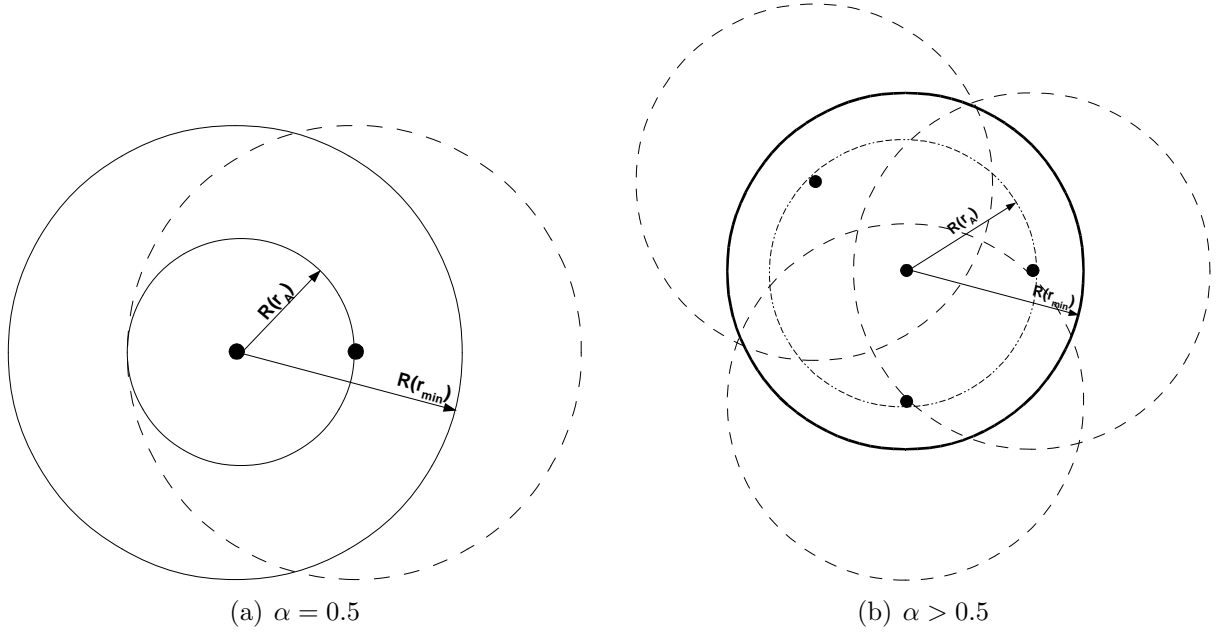 R(r_A)
R(r_min)
(a) α = 0.5
R(r_A)
R(r_min)
(b) α > 0.5